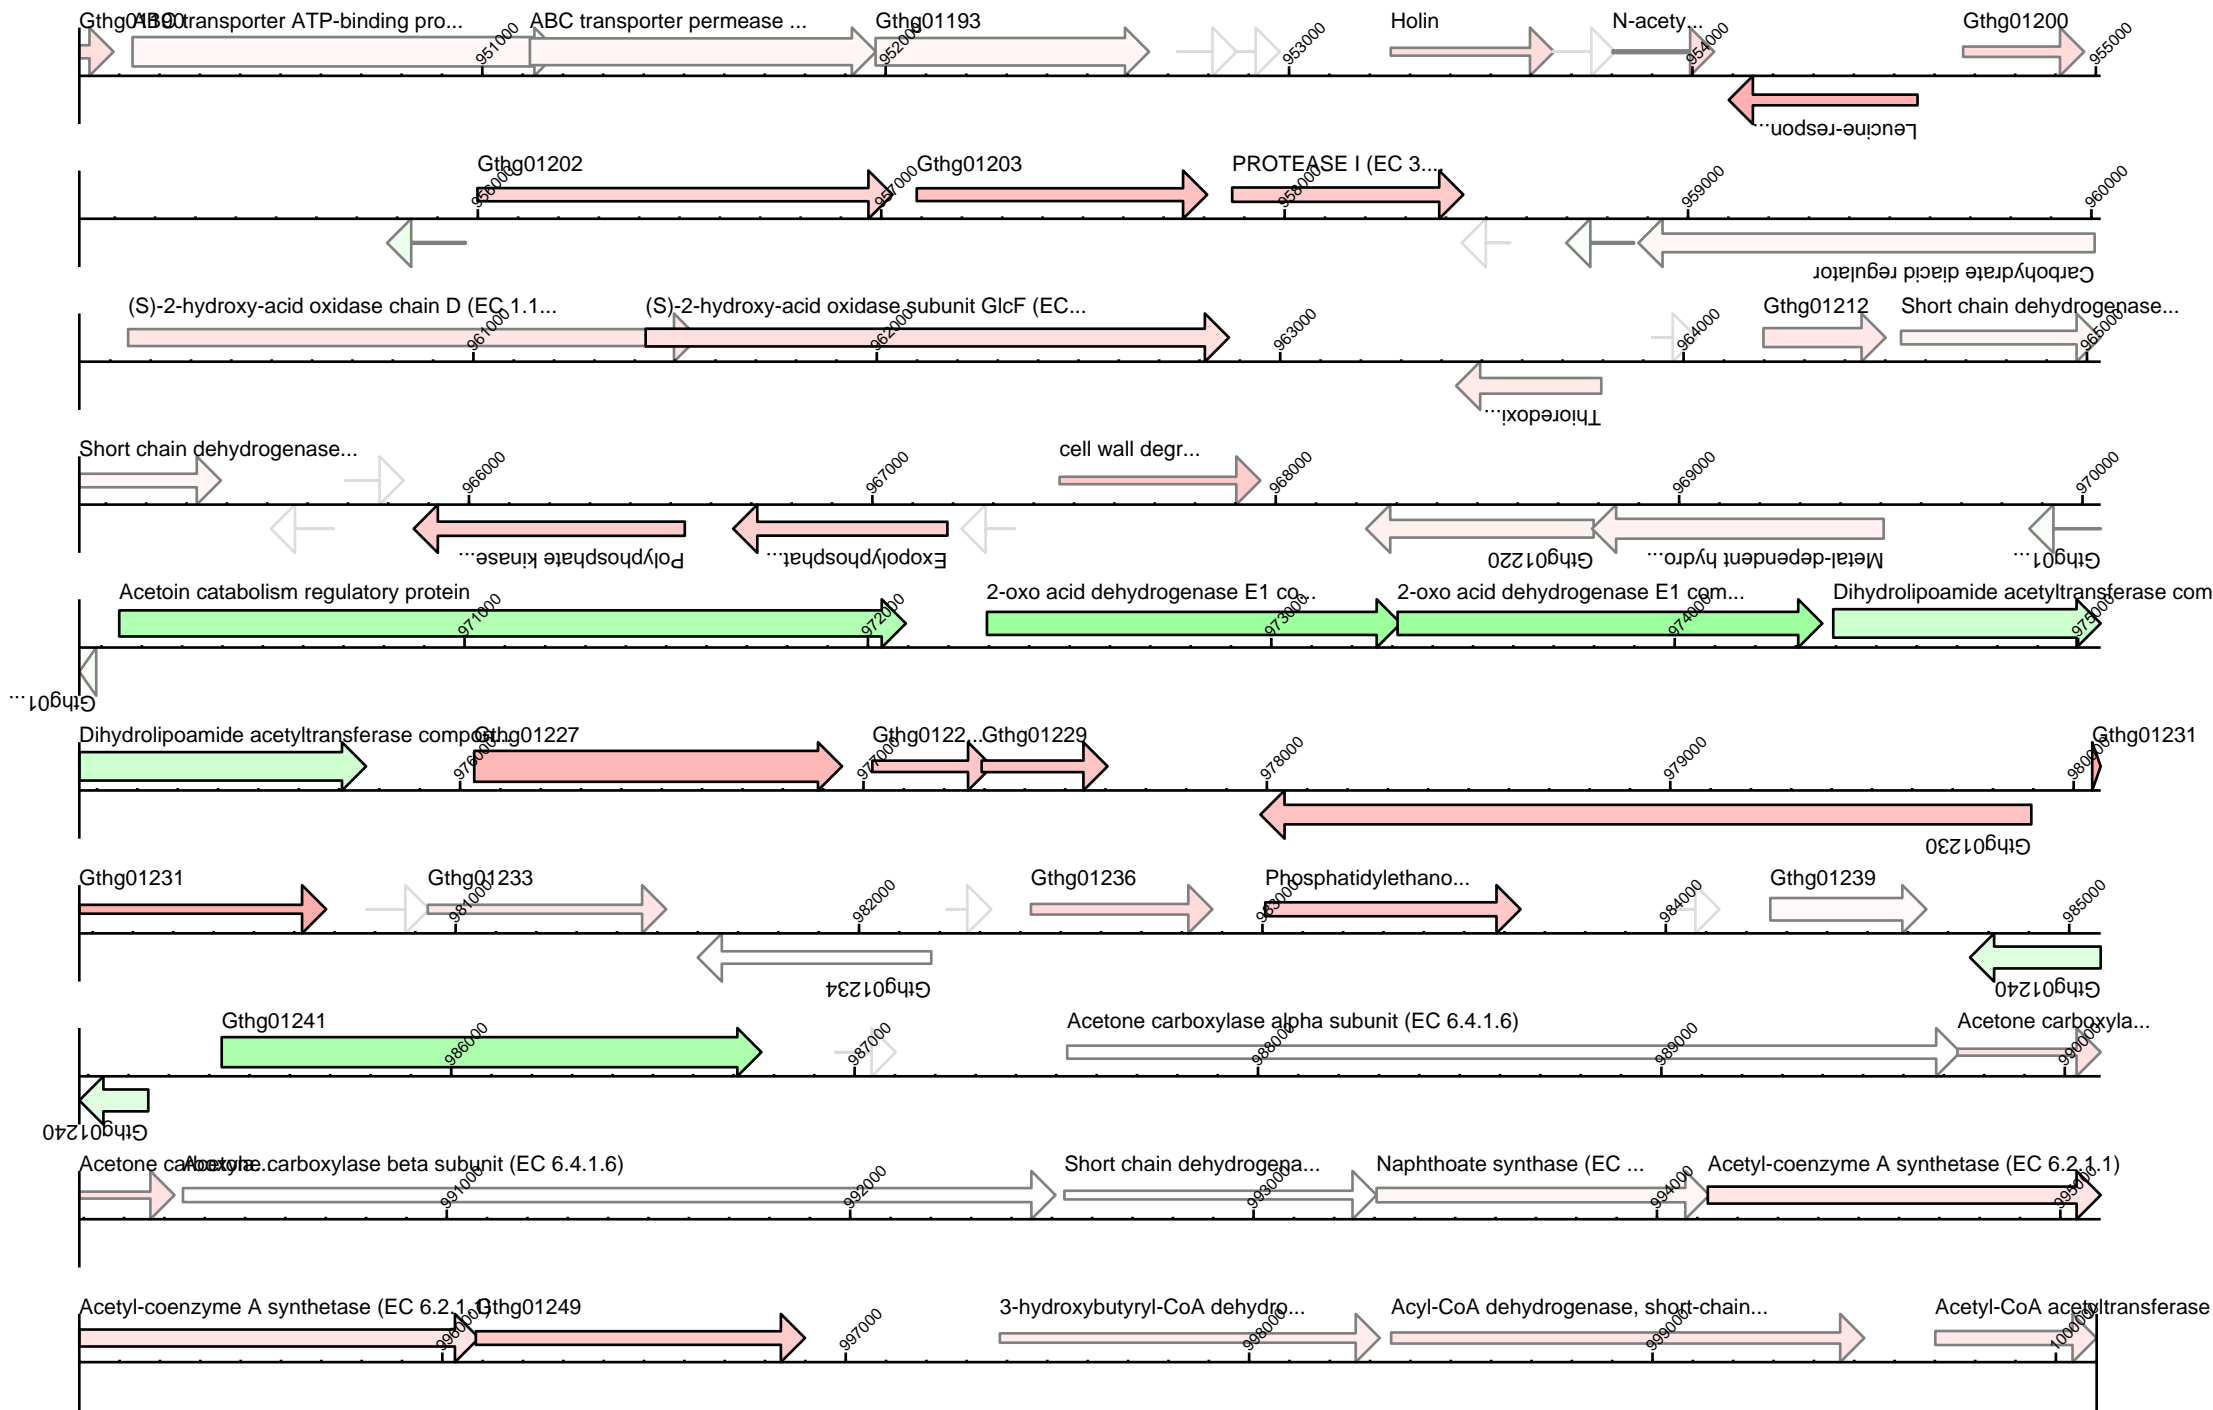 Gthg01190 ABC transporter ATP-binding pro... ABC transporter permease ... Gthg01193 Holin N-acety... Gthg01200
951000 952000 953000 954000 955000
Leucine-respon...
Gthg01202 Gthg01203 PROTEASE I (EC 3...
956000 957000 958000 959000 960000
Carbohydrate diacid regulator
(S)-2-hydroxy-acid oxidase chain D (EC 1.1... (S)-2-hydroxy-acid oxidase subunit GlcF (EC... Gthg01212 Short chain dehydrogenase...
961000 962000 963000 964000 965000
Thioredoxi...
Short chain dehydrogenase... cell wall degr...
966000 967000 968000 969000 970000
Polyphosphate kinase... Exopolyphosphat... Gthg01220 Metal-dependent hydro... Gthg01...
Acetoin catabolism regulatory protein 2-oxo acid dehydrogenase E1 co... 2-oxo acid dehydrogenase E1 com... Dihydrolipoamide acetyltransferase com
971000 972000 973000 974000 975000
Gthg01...
Dihydrolipoamide acetyltransferase compon... Gthg01227 Gthg0122... Gthg01229 Gthg01231
976000 977000 978000 979000 980000
Gthg01230
Gthg01231 Gthg01233 Gthg01236 Phosphatidylethano... Gthg01239
981000 982000 983000 984000 985000
Gthg01234 Gthg01240
Gthg01241 Acetone carboxylase alpha subunit (EC 6.4.1.6) Acetone carboxyla...
986000 987000 988000 989000 990000
Gthg01240
Acetone carboxyla... Acetone carboxylase beta subunit (EC 6.4.1.6) Short chain dehydrogena... Naphthoate synthase (EC ... Acetyl-coenzyme A synthetase (EC 6.2.1.1)
991000 992000 993000 994000 995000
Acetyl-coenzyme A synthetase (EC 6.2.1.1) Gthg01249 3-hydroxybutyryl-CoA dehydro... Acyl-CoA dehydrogenase, short-chain... Acetyl-CoA acetyltransferase
996000 997000 998000 999000 1000000